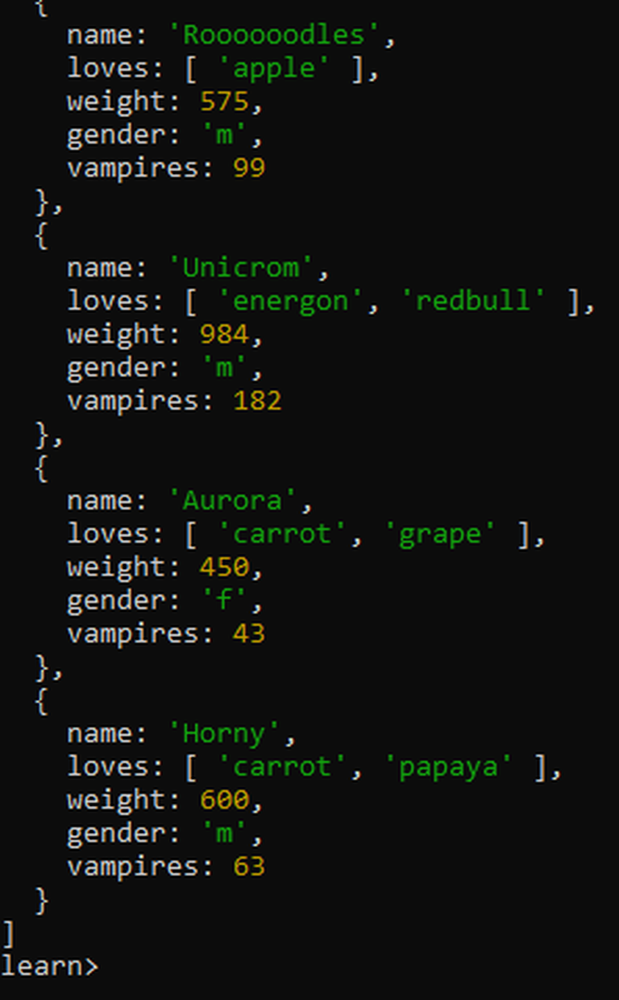 {
name: 'Rooooooodles',
loves: [ 'apple' ],
weight: 575,
gender: 'm',
vampires: 99
},
{
name: 'Unicrom',
loves: [ 'energon', 'redbull' ],
weight: 984,
gender: 'm',
vampires: 182
},
{
name: 'Aurora',
loves: [ 'carrot', 'grape' ],
weight: 450,
gender: 'f',
vampires: 43
},
{
name: 'Horny',
loves: [ 'carrot', 'papaya' ],
weight: 600,
gender: 'm',
vampires: 63
}
]
learn>